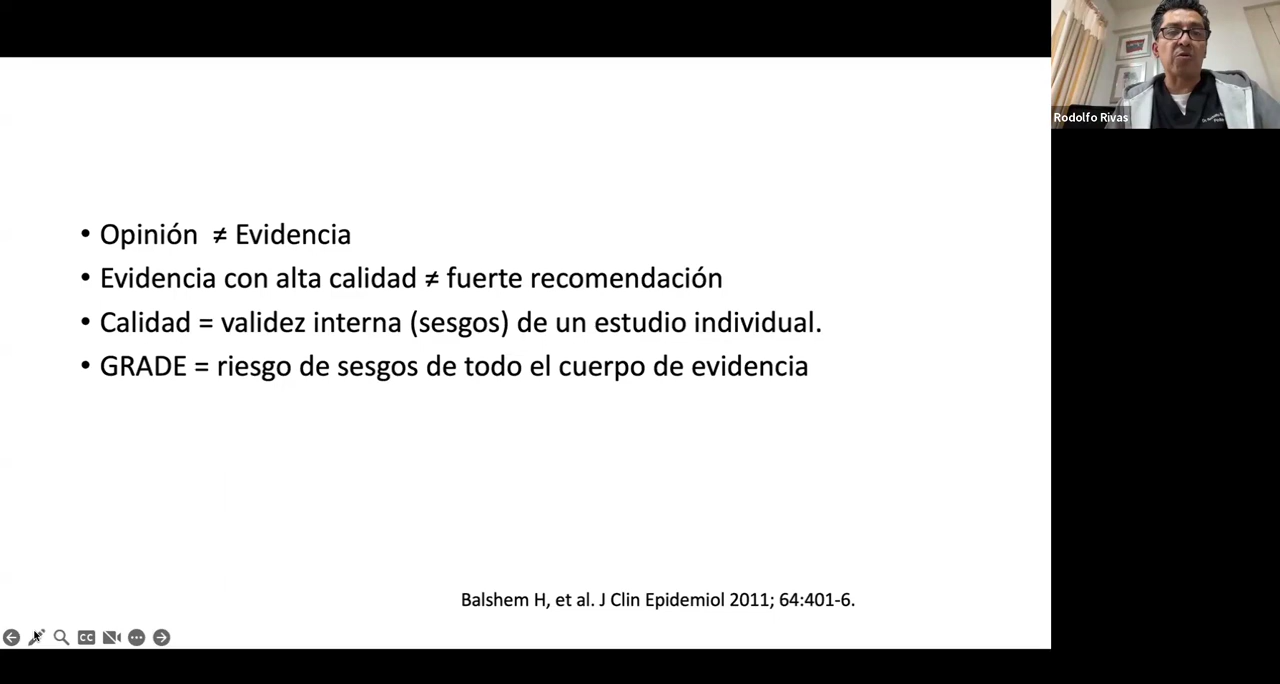 Rodolfo Rivas
• Opinión ≠ Evidencia
• Evidencia con alta calidad ≠ fuerte recomendación
• Calidad = validez interna (sesgos) de un estudio individual.
• GRADE = riesgo de sesgos de todo el cuerpo de evidencia
Balshem H, et al. J Clin Epidemiol 2011; 64:401-6.
CC